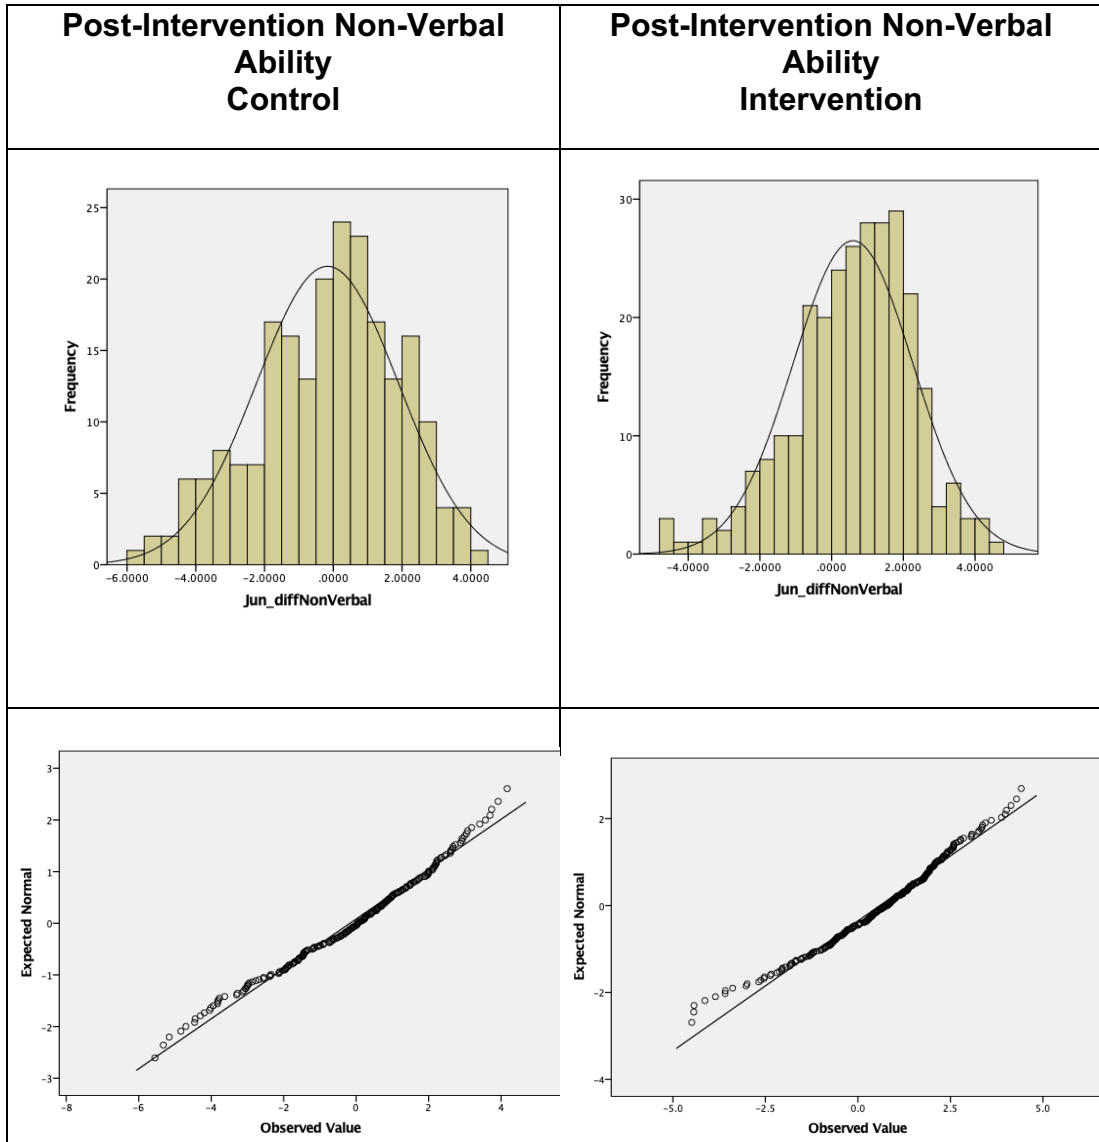 Post-Intervention Non-Verbal
Ability
Control
Post-Intervention Non-Verbal
Ability
Intervention
25
20
15
10
5
0
Frequency
-6.0000 -4.0000 -2.0000 .0000 2.0000 4.0000
Jun_diffNonVerbal
30
20
10
0
Frequency
-4.0000 -2.0000 .0000 2.0000 4.0000
Jun_diffNonVerbal
3
2
1
0
-1
-2
-3
Expected Normal
-8 -6 -4 -2 0 2 4
Observed Value
2
0
-2
-4
Expected Normal
-5.0 -2.5 0.0 2.5 5.0
Observed Value